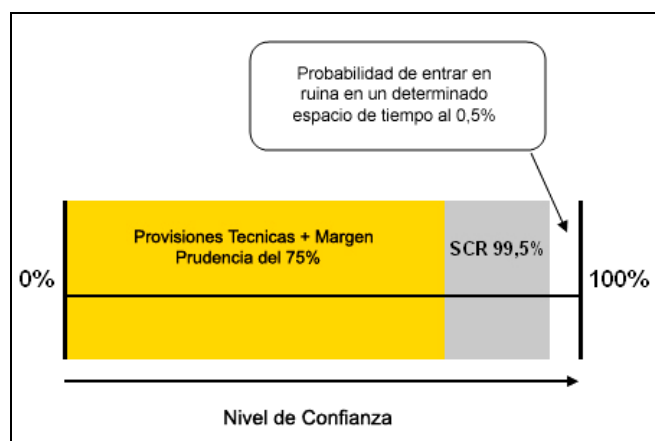 Probabilidad de entrar en
ruina en un determinado
espacio de tiempo al 0,5%
Provisiones Tecnicas + Margen
Prudencia del 75%
SCR 99,5%
0%
100%
Nivel de Confianza